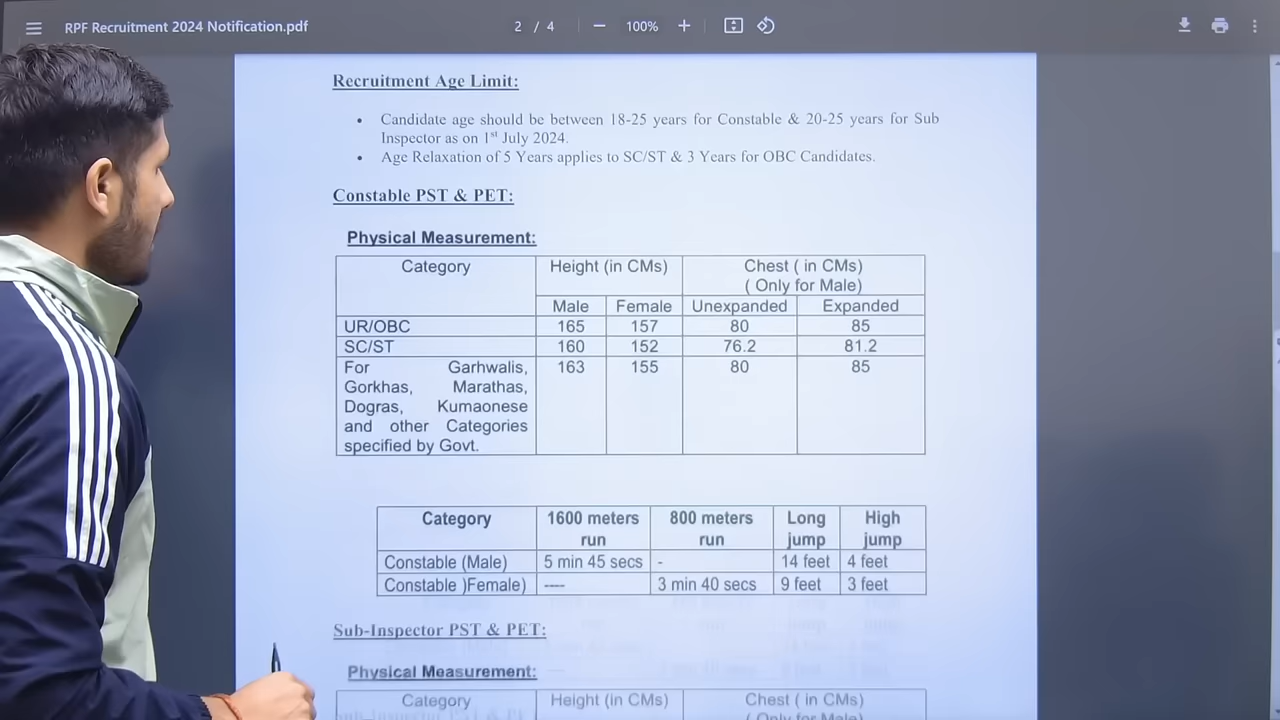 RPF Recruitment 2024 Notification.pdf
2 / 4
100%
Recruitment Age Limit:
• Candidate age should be between 18-25 years for Constable & 20-25 years for Sub
Inspector as on 1st July 2024.
• Age Relaxation of 5 Years applies to SC/ST & 3 Years for OBC Candidates.
Constable PST & PET:
Physical Measurement:
Category Height (in CMs) Chest ( in CMs)
( Only for Male)
Male Female Unexpanded Expanded
UR/OBC 165 157 80 85
SC/ST 160 152 76.2 81.2
For Garhwalis, 163 155 80 85
Gorkhas, Marathas,
Dogras, Kumaonese
and other Categories
specified by Govt.
Category 1600 meters 800 meters Long High
run run jump jump
Constable (Male) 5 min 45 secs - 14 feet 4 feet
Constable )Female) ---- 3 min 40 secs 9 feet 3 feet
Sub-Inspector PST & PET:
Physical Measurement:
Category Height (in CMs) Chest ( in CMs)
( Only for Male)